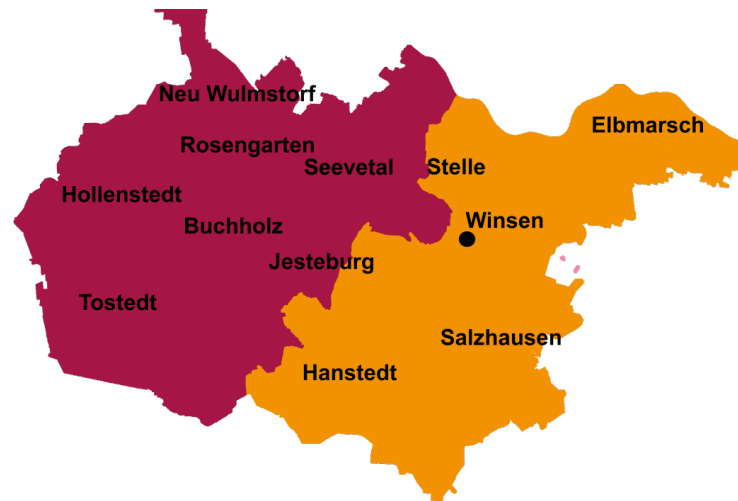 Neu Wulmstorf
Elbmarsch
Rosengarten
Seevetal
Stelle
Hollenstedt
Buchholz
Winsen
Jesteburg
Tostedt
Salzhausen
Hanstedt